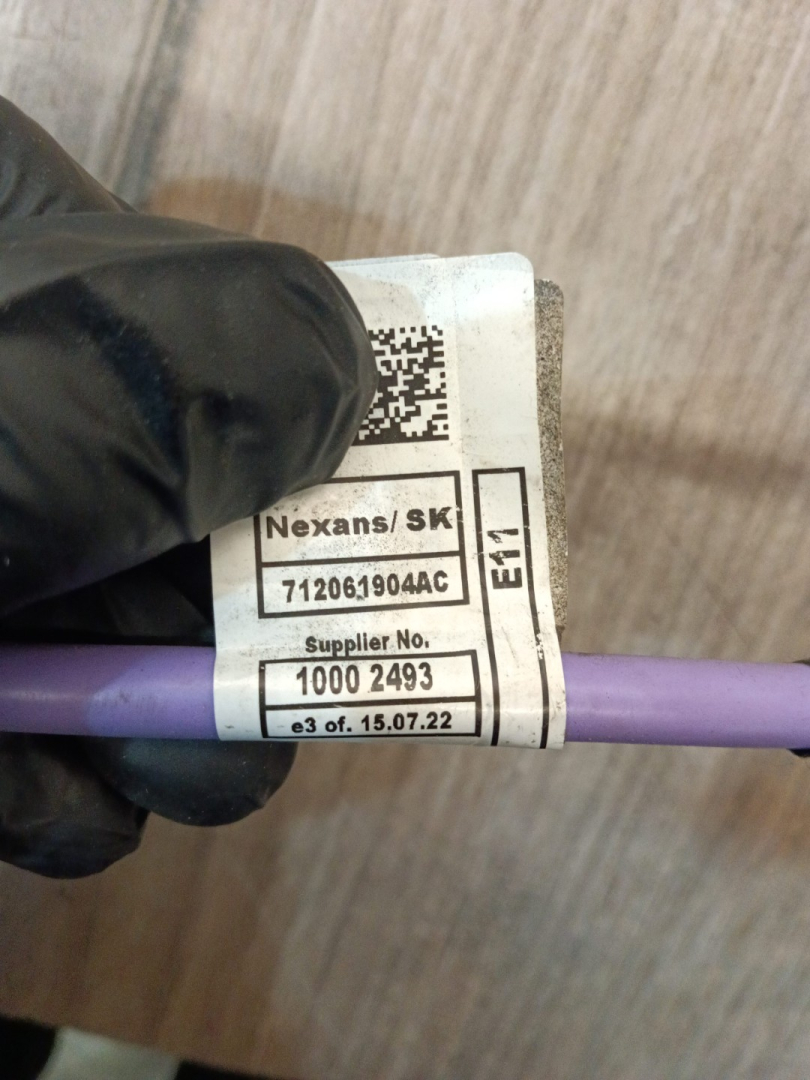 Nexans/ SK
712061904AC
E11
Supplier No.
1000 2493
e3 of. 15.07.22